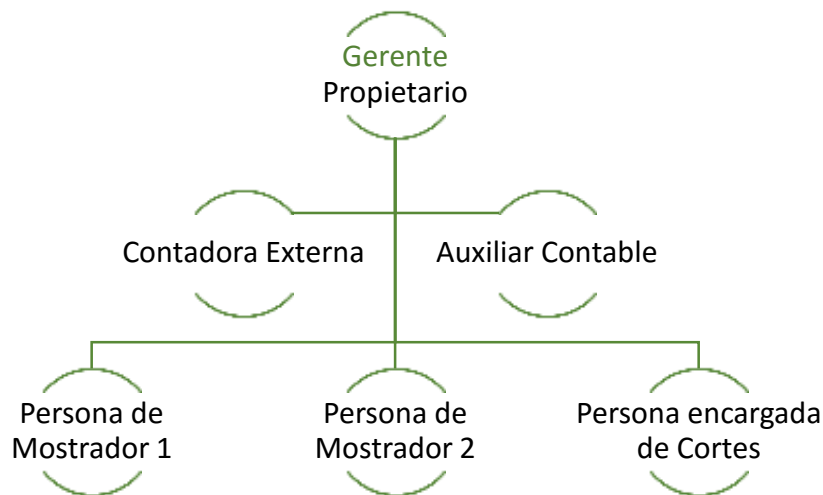 Gerente
Propietario
Contadora Externa
Auxiliar Contable
Persona de
Mostrador 1
Persona de
Mostrador 2
Persona encargada
de Cortes